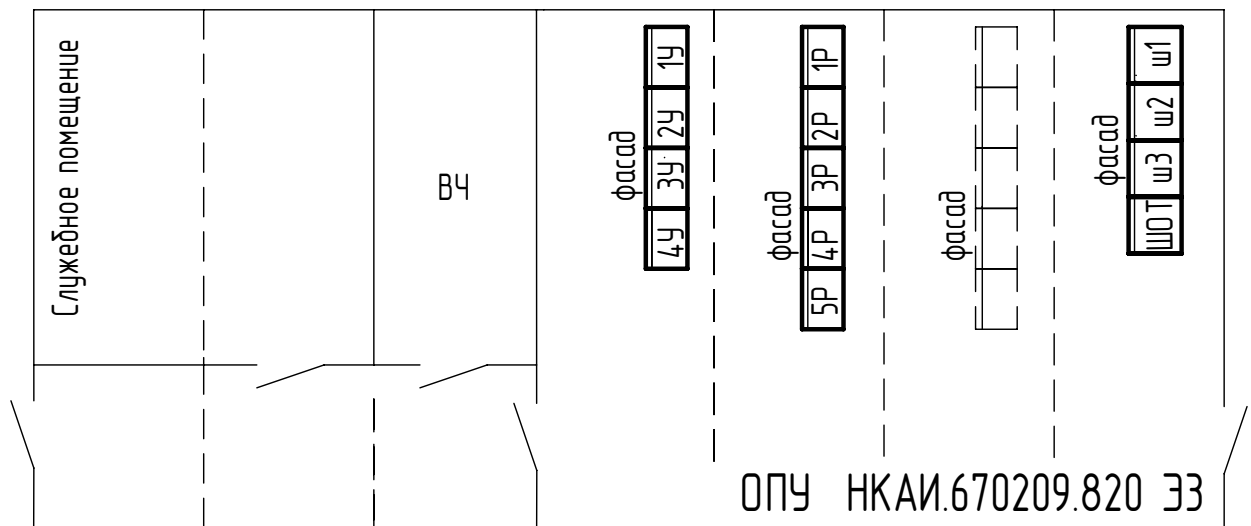 Служебное помещение
ВЧ
фасад
1У
2У
3У
4У
фасад
1Р
2Р
3Р
4Р
5Р
фасад
фасад
ш1
ш2
ш3
ШОТ
ОПУ НКАИ.670209.820 ЭЗ